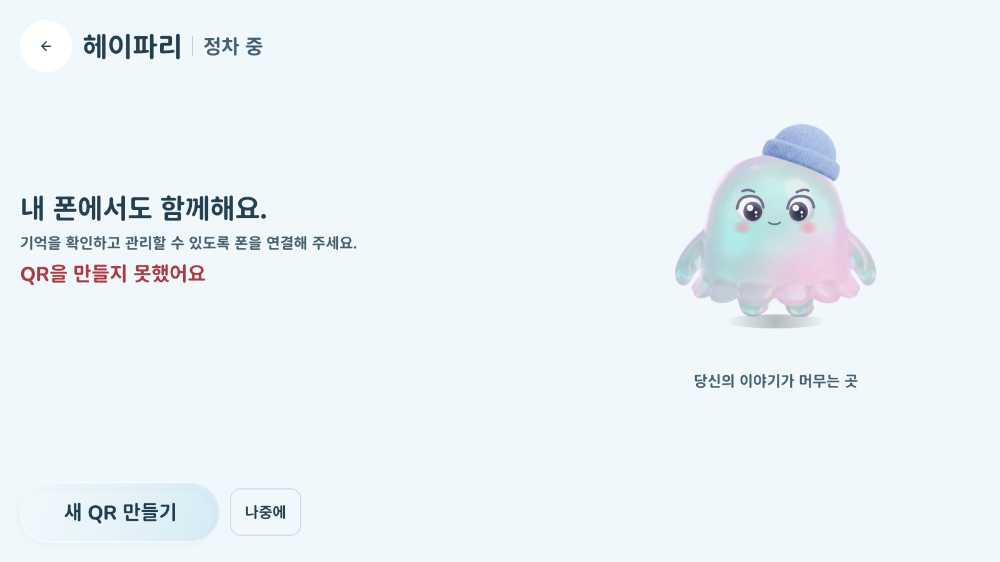 헤이파리
정차 중
내 폰에서도 함께해요.
기억을 확인하고 관리할 수 있도록 폰을 연결해 주세요.
QR을 만들지 못했어요
당신의 이야기가 머무는 곳
새 QR 만들기
나중에